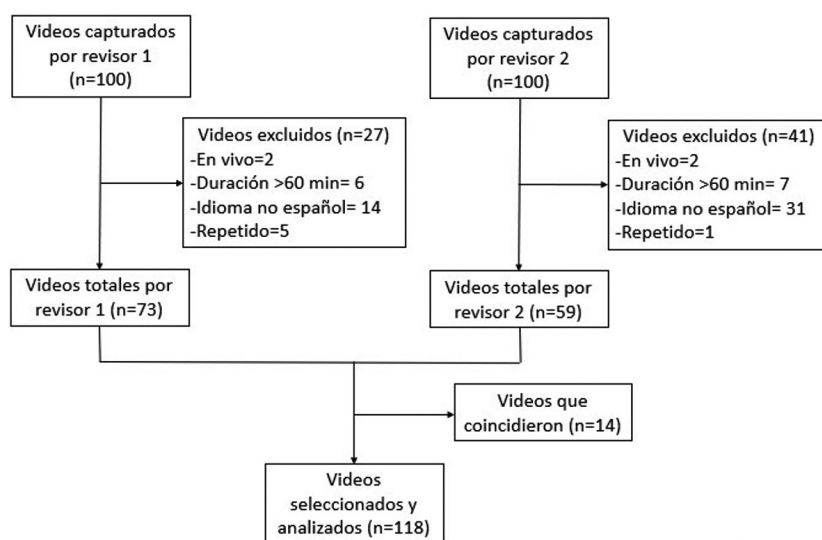 Videos capturados
por revisor 1
(n=100)
Videos capturados
por revisor 2
(n=100)
Videos excluidos (n=27)
-En vivo=2
-Duración >60 min= 6
-Idioma no español= 14
-Repetido=5
Videos excluidos (n=41)
-En vivo=2
-Duración >60 min= 7
-Idioma no español= 31
-Repetido=1
Videos totales por
revisor 1 (n=73)
Videos totales por
revisor 2 (n=59)
Videos que
coincidieron (n=14)
Videos
seleccionados y
analizados (n=118)